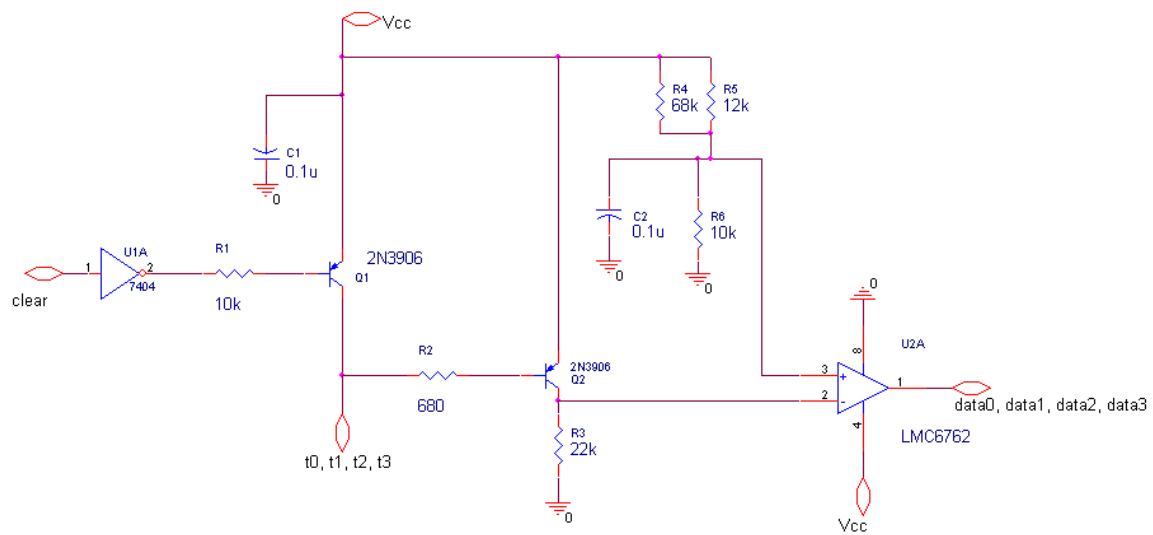 Vcc
R4
68k
R5
12k
C1
0.1u
0
C2
0.1u
R6
10k
0
0
U1A
1
2
7404
clear
R1
10k
2N3906
Q1
R2
680
2N3906
Q2
t0, t1, t2, t3
R3
22k
0
0
8
U2A
3
+
2
-
1
4
data0, data1, data2, data3
LMC6762
Vcc